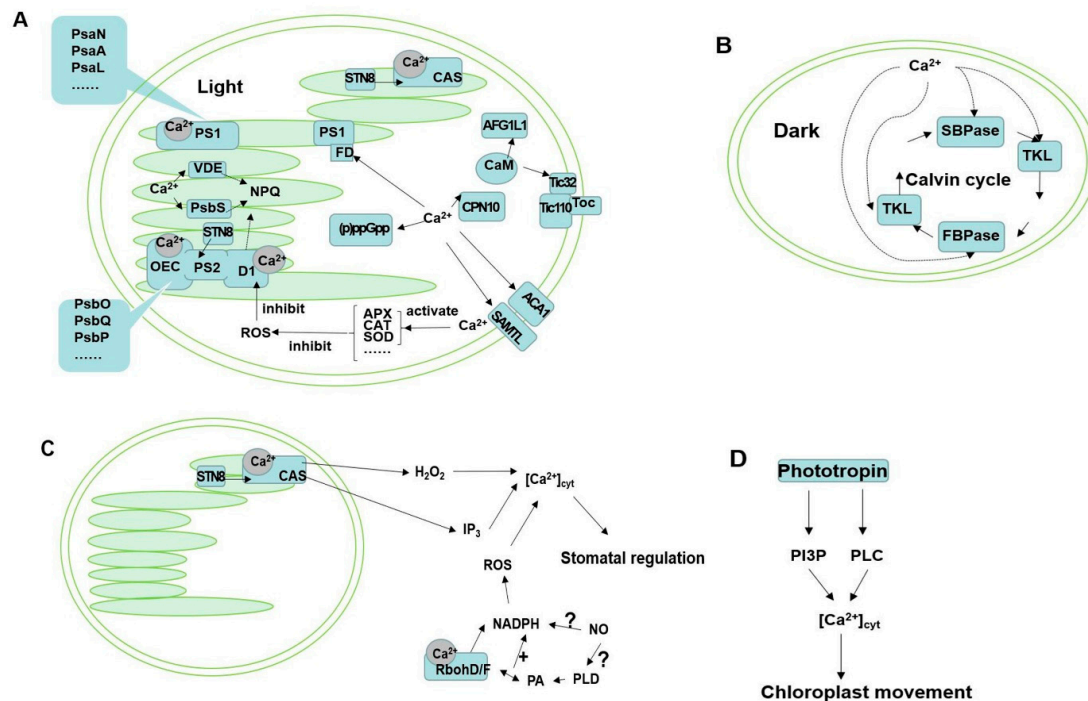 A
PsaN
PsaA
PsaL
......
Light
STN8
Ca²⁺
CAS
Ca²⁺
PS1
PS1
FD
AFG1L1
CaM
Tic32
Tic110
Toc
VDE
Ca²⁺
NPQ
PsbS
STN8
Ca²⁺
OEC
PS2
D1
Ca²⁺
(p)ppGpp
Ca²⁺
CPN10
PsbO
PsbQ
PsbP
......
inhibit
ROS
inhibit
APX
CAT
SOD
......
activate
Ca²⁺
SAMTL
ACA1
B
Ca²⁺
Dark
SBPase
TKL
Calvin cycle
TKL
FBPase
C
STN8
Ca²⁺
CAS
H₂O₂
[Ca²⁺]cyt
IP₃
Stomatal regulation
ROS
NADPH
?
NO
Ca²⁺
RbohD/F
+
?
PA
PLD
D
Phototropin
PI3P
PLC
[Ca²⁺]cyt
Chloroplast movement